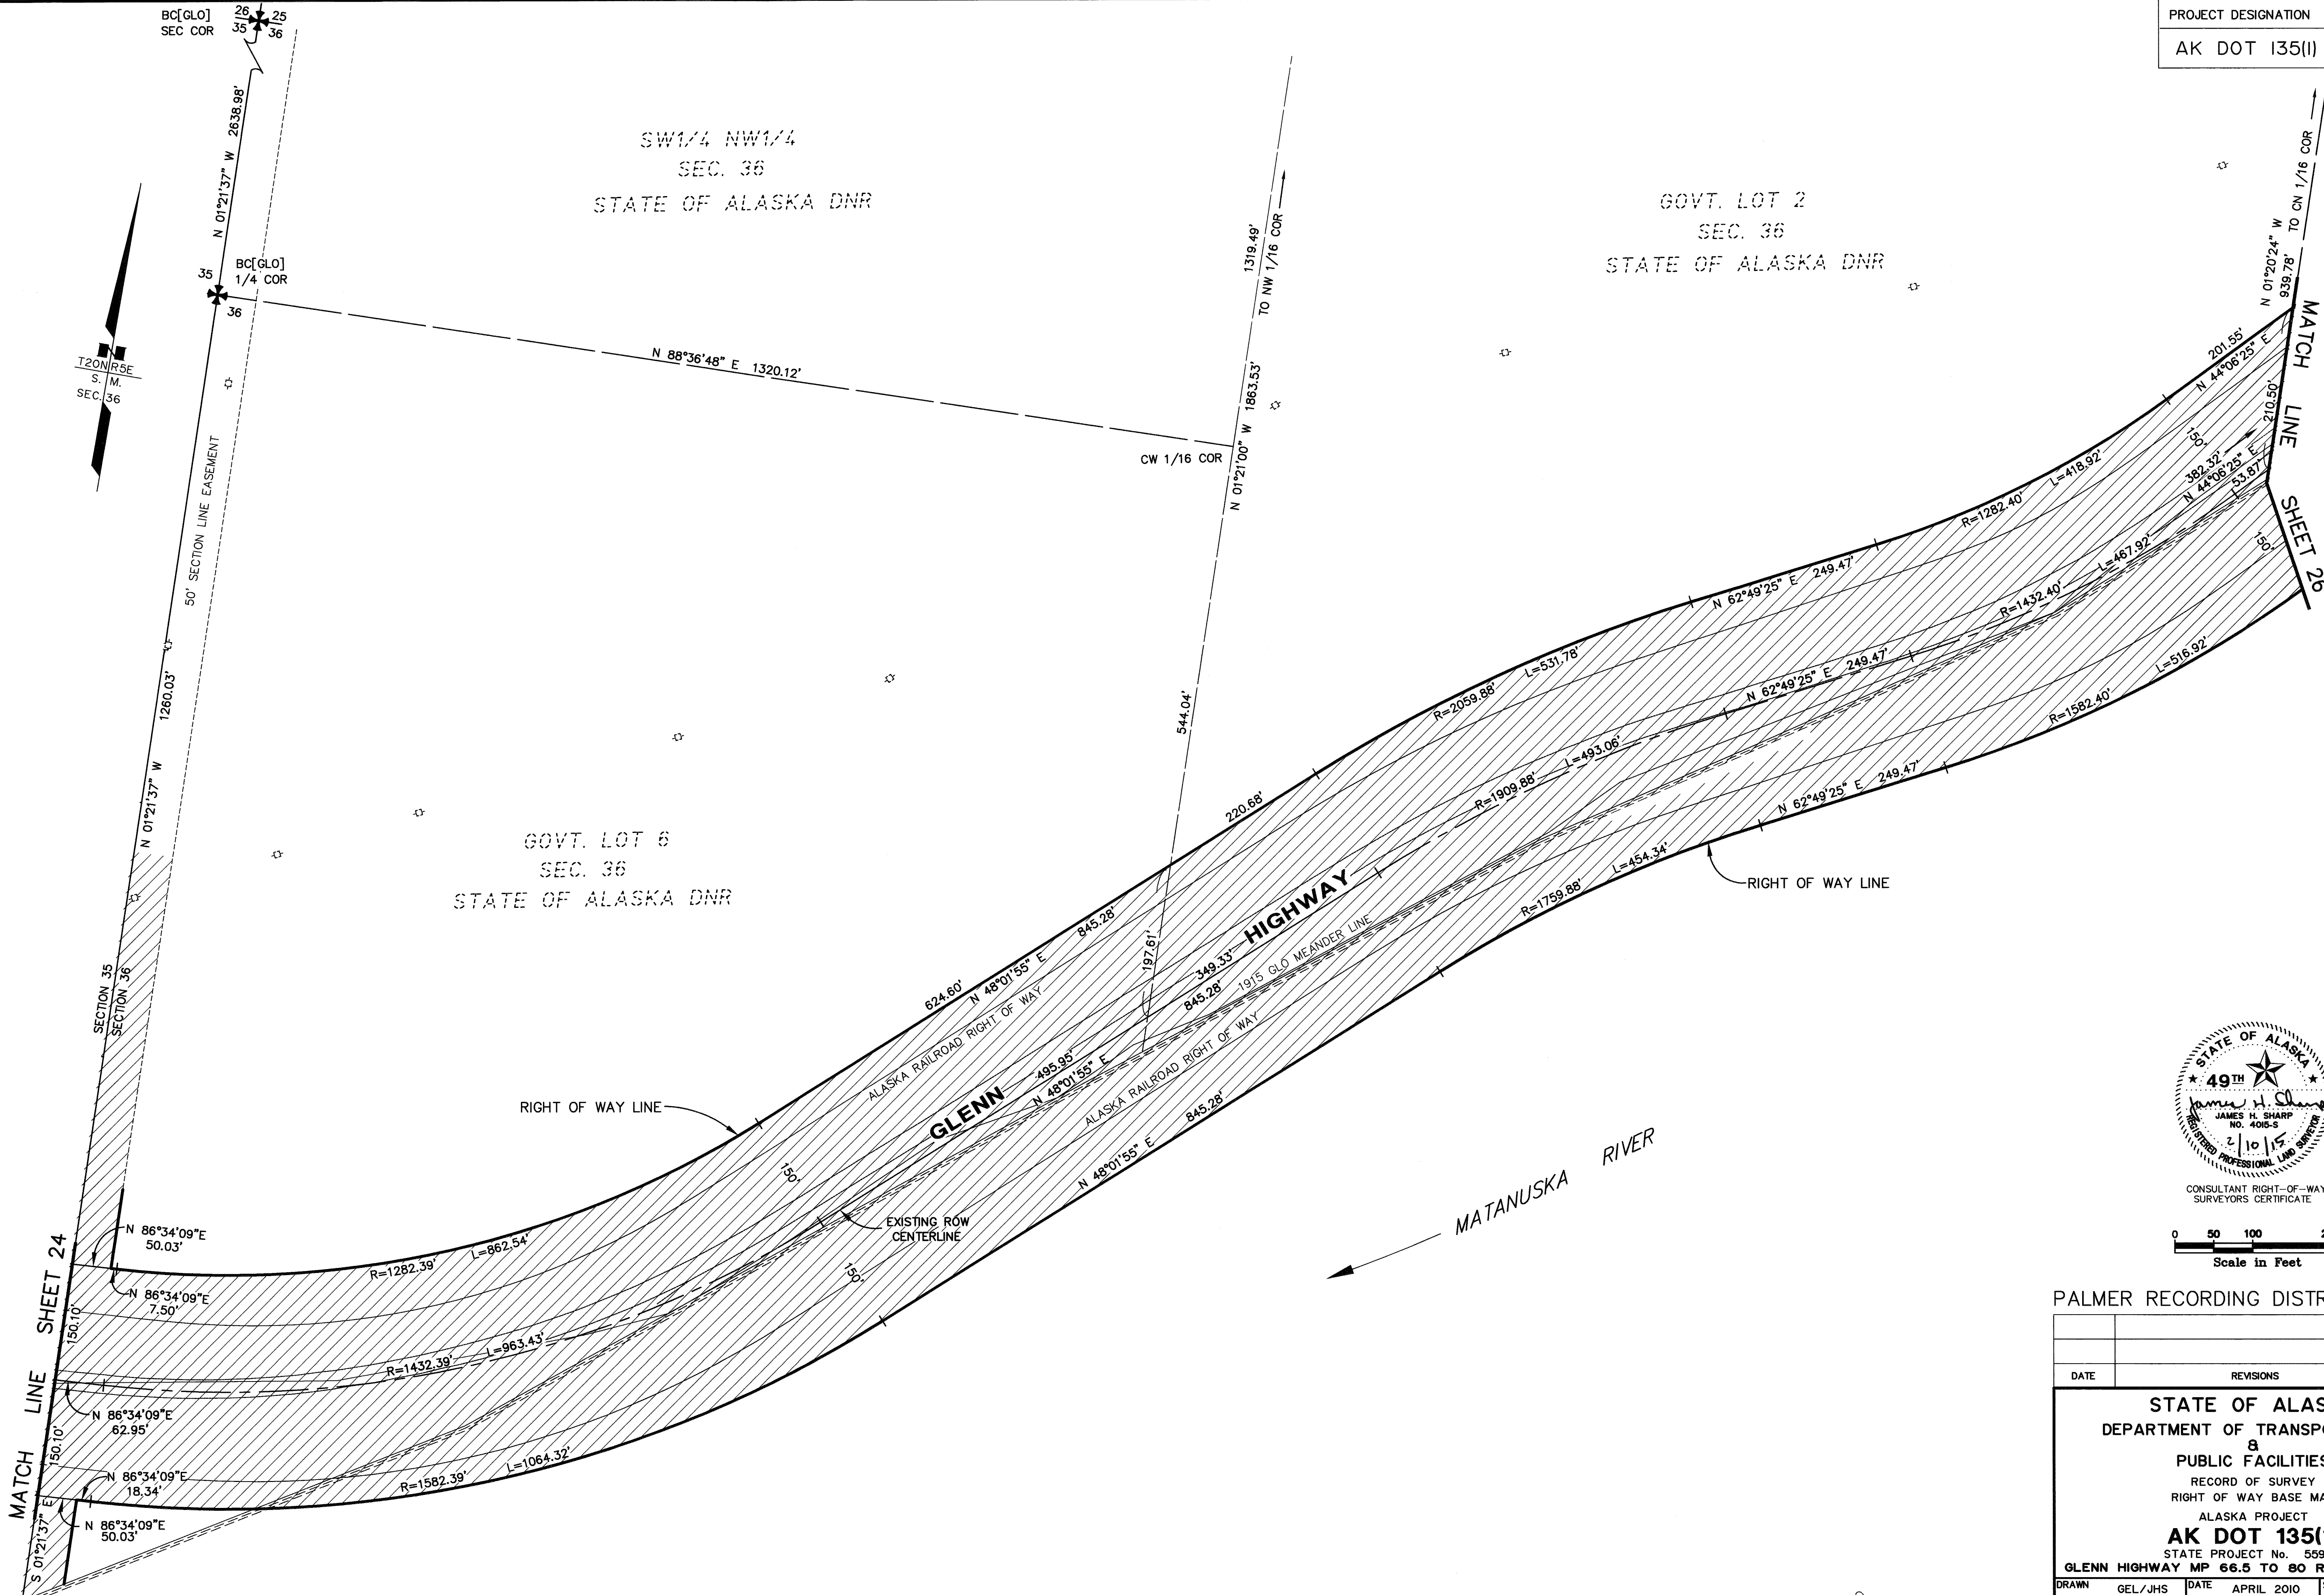 BC[GLO]
SEC COR
26 25
35 36
PROJECT DESIGNATION
AK DOT 135(1)
N 01°21'37" W 2638.98'
SW1/4 NW1/4
SEC. 36
STATE OF ALASKA DNR
GOVT. LOT 2
SEC. 36
STATE OF ALASKA DNR
N 01°20'24" W
939.78'
TO CN 1/16 COR
1319.49'
TO NW 1/16 COR
35
BC[GLO]
1/4 COR
36
T20N R5E
S. M.
SEC. 36
N 88°36'48" E 1320.12'
CW 1/16 COR
N 01°21'00" W 1863.53'
50' SECTION LINE EASEMENT
N 01°21'37" W 1260.03'
MATCH LINE SHEET 26
201.55'
N 44°06'25" E
210.50'
150'
382.32'
N 44°06'25" E
53.87'
150'
L=418.92'
R=1282.40'
L=467.92'
R=1432.40'
L=516.92'
R=1582.40'
N 62°49'25" E 249.47'
N 62°49'25" E 249.47'
N 62°49'25" E 249.47'
L=531.78'
R=2059.88'
L=493.06'
R=1909.88'
L=454.34'
R=1759.88'
RIGHT OF WAY LINE
544.04'
220.68'
GOVT. LOT 6
SEC. 36
STATE OF ALASKA DNR
845.28'
624.60'
N 48°01'55" E
197.61'
GLENN HIGHWAY
349.33'
845.28'
1915 GLO MEANDER LINE
ALASKA RAILROAD RIGHT OF WAY
ALASKA RAILROAD RIGHT OF WAY
495.95'
N 48°01'55" E
845.28'
N 48°01'55" E
SECTION 35
SECTION 36
RIGHT OF WAY LINE
150'
EXISTING ROW
CENTERLINE
150'
MATANUSKA RIVER
MATCH LINE SHEET 24
N 86°34'09"E
50.03'
N 86°34'09"E
7.50'
150.10'
R=1282.39'
L=862.54'
R=1432.39'
L=963.43'
N 86°34'09"E
62.95'
150.10'
N 86°34'09"E
18.34'
R=1582.39'
L=1064.32'
N 86°34'09"E
50.03'
S 01°21'37" E
STATE OF ALASKA
49TH
James H. Sharp
JAMES H. SHARP
NO. 4015-S
2/10/15
REGISTERED PROFESSIONAL LAND SURVEYOR
CONSULTANT RIGHT-OF-WAY
SURVEYORS CERTIFICATE
0 50 100
Scale in Feet
PALMER RECORDING DISTR
DATE REVISIONS
STATE OF ALAS
DEPARTMENT OF TRANSPO
&
PUBLIC FACILITIES
RECORD OF SURVEY
RIGHT OF WAY BASE MA
ALASKA PROJECT
AK DOT 135(
STATE PROJECT No. 559
GLENN HIGHWAY MP 66.5 TO 80 R
DRAWN GEL/JHS DATE APRIL 2010